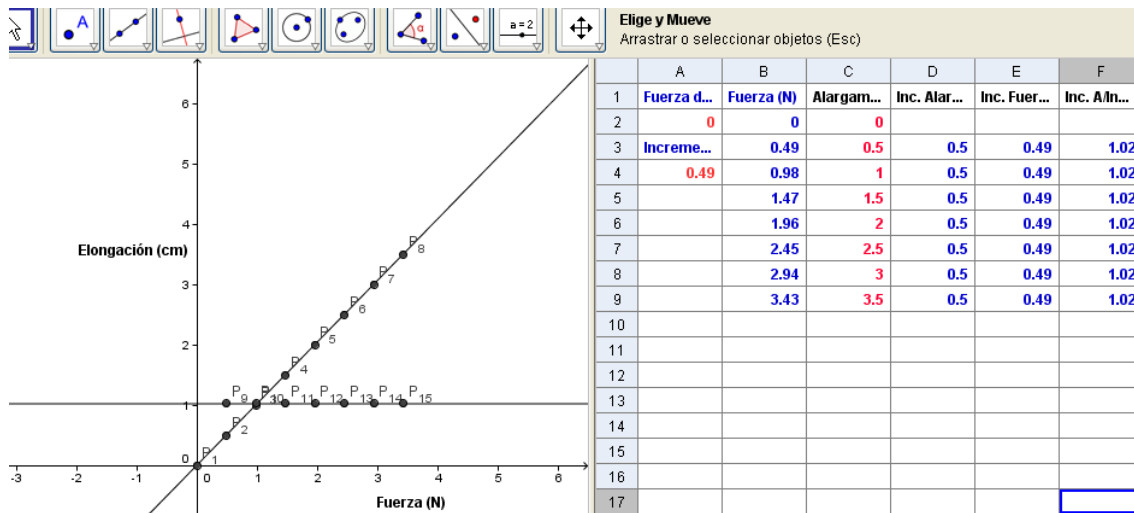 A
α
a = 2
Elige y Mueve
Arrastrar o seleccionar objetos (Esc)
6
5
4
Elongación (cm)
3
2
1
0
-3 -2 -1 0 1 2 3 4 5 6
Fuerza (N)
P1
P2
P4
P5
P6
P7
P8
P9
P11 P12 P13 P14 P15
A B C D E F
1 Fuerza d... Fuerza (N) Alargam... Inc. Alar... Inc. Fuer... Inc. A/In...
2 0 0 0
3 Increme... 0.49 0.5 0.5 0.49 1.02
4 0.49 0.98 1 0.5 0.49 1.02
5 1.47 1.5 0.5 0.49 1.02
6 1.96 2 0.5 0.49 1.02
7 2.45 2.5 0.5 0.49 1.02
8 2.94 3 0.5 0.49 1.02
9 3.43 3.5 0.5 0.49 1.02
10
11
12
13
14
15
16
17